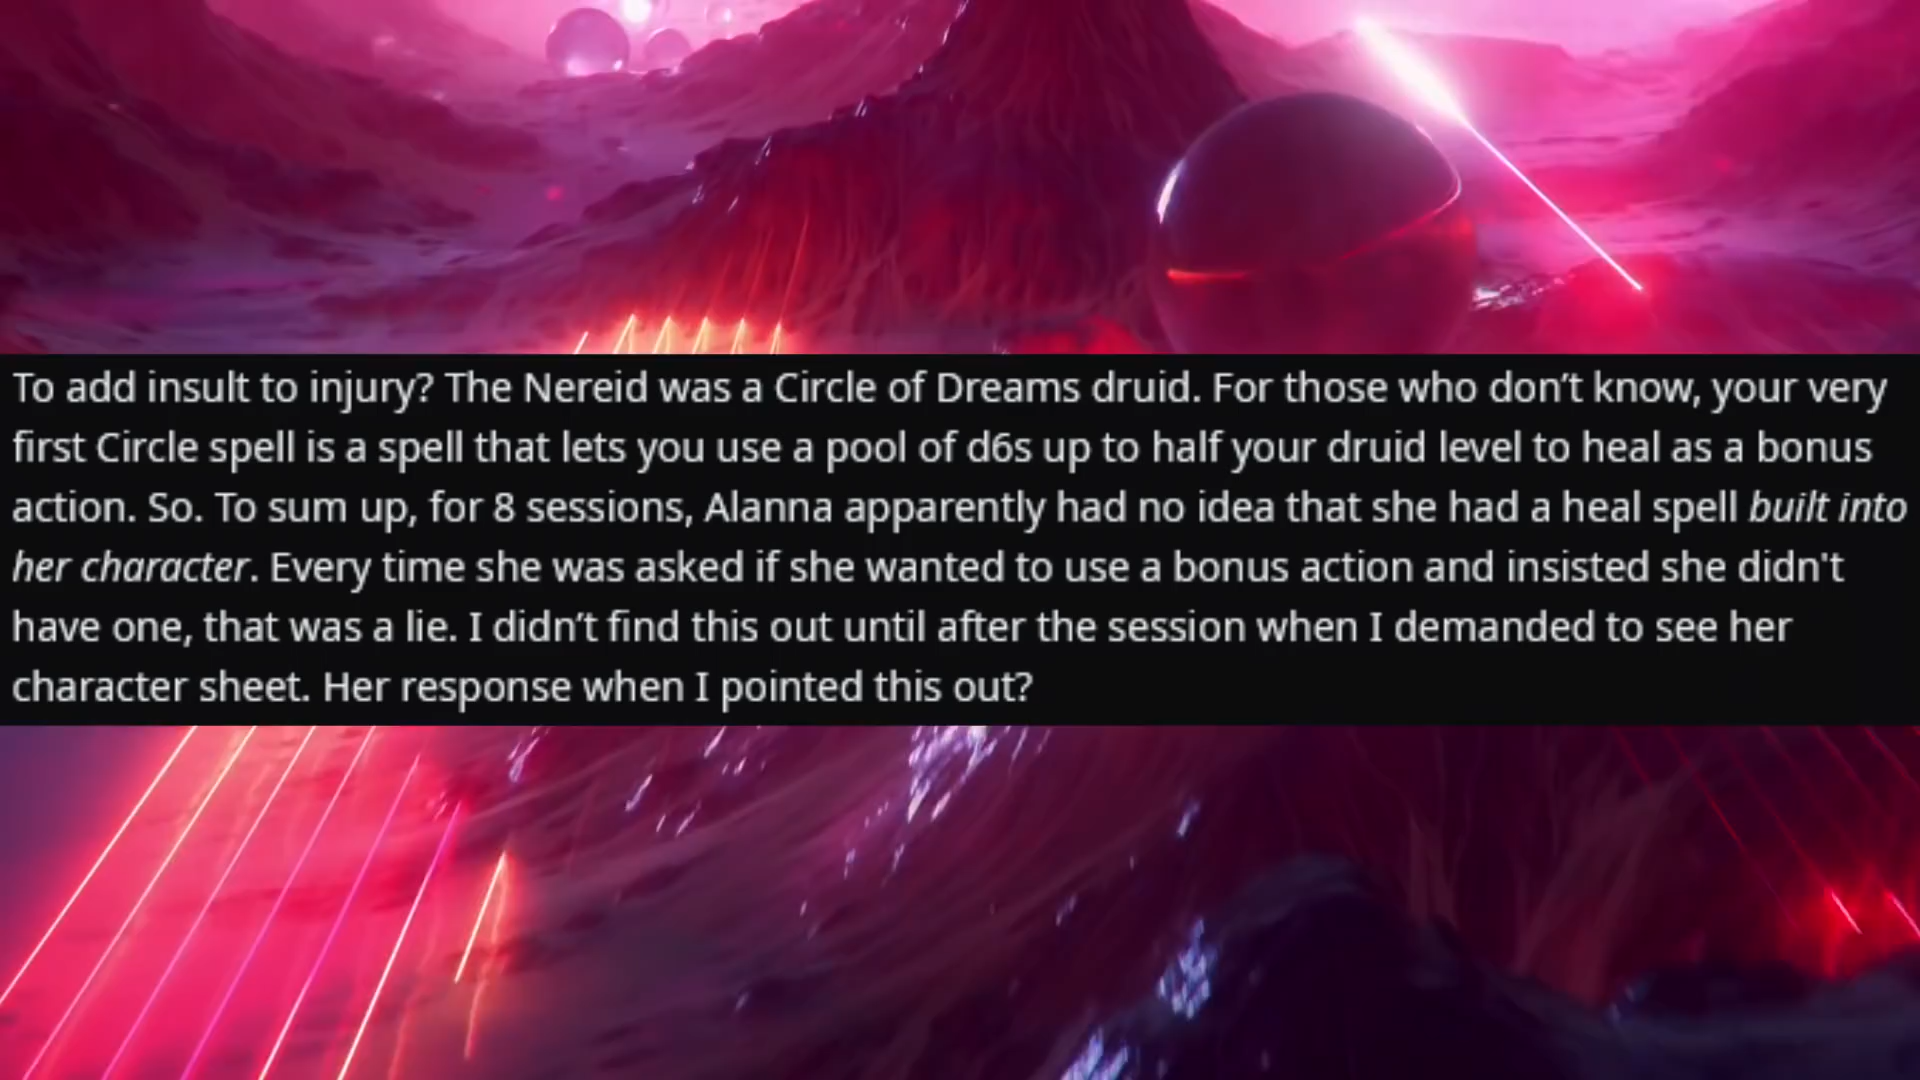 To add insult to injury? The Nereid was a Circle of Dreams druid. For those who don’t know, your very
first Circle spell is a spell that lets you use a pool of d6s up to half your druid level to heal as a bonus
action. So. To sum up, for 8 sessions, Alanna apparently had no idea that she had a heal spell built into
her character. Every time she was asked if she wanted to use a bonus action and insisted she didn't
have one, that was a lie. I didn’t find this out until after the session when I demanded to see her
character sheet. Her response when I pointed this out?